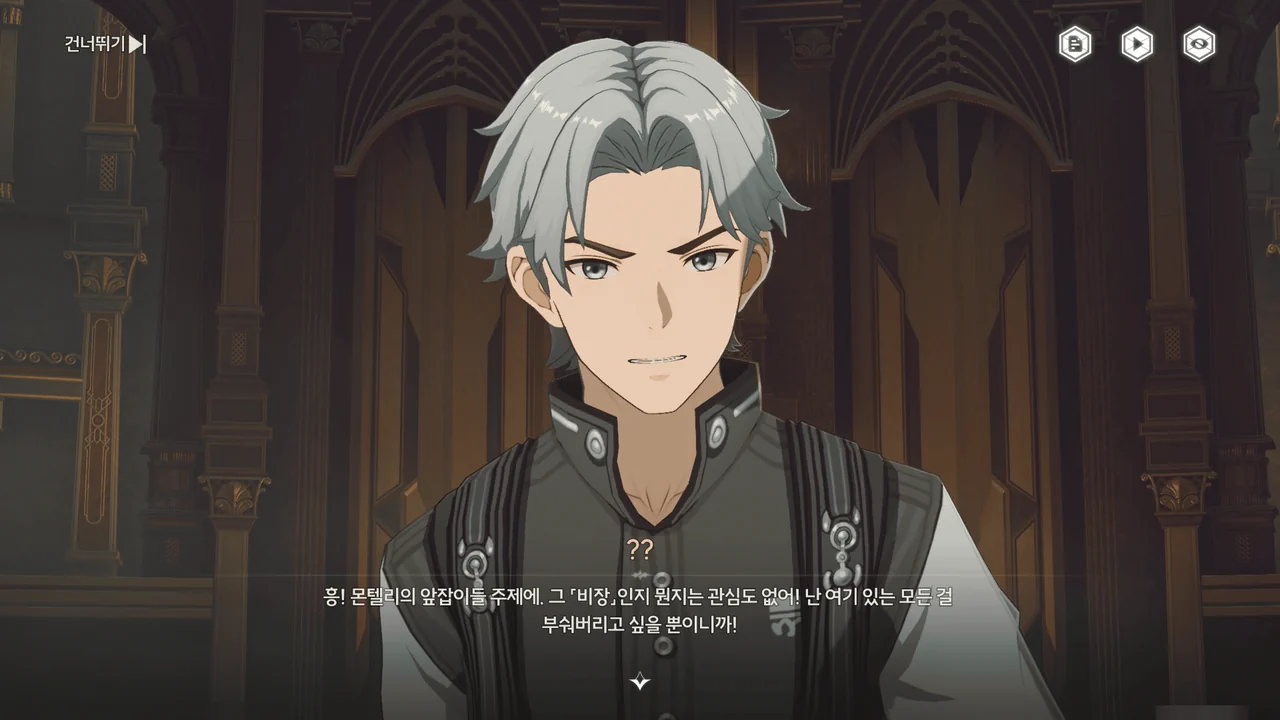 건너뛰기
??
흥! 몬텔리의 앞잡이들 주제에. 그 「비장」인지 뭔지는 관심도 없어! 난 여기 있는 모든 걸
부숴버리고 싶을 뿐이니까!